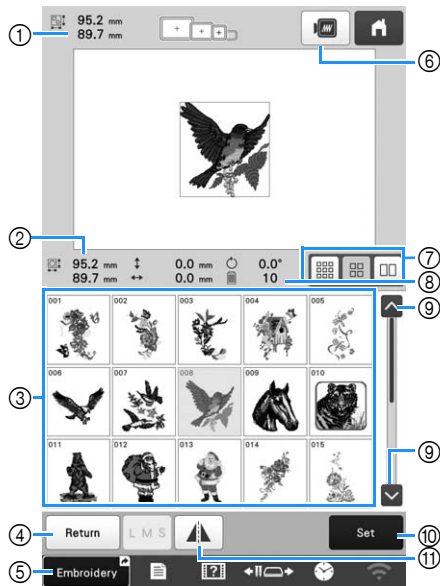 ① 95.2 mm
89.7 mm
⑥
② 95.2 mm 0.0 mm 0.0° ⑦
89.7 mm 0.0 mm 10 ⑧
001 002 003 004 005 ⑨
006 007 008 009 010
③
011 012 013 014 015 ⑨
④ Return L M S Set ⑩
⑪
⑤ Embroidery